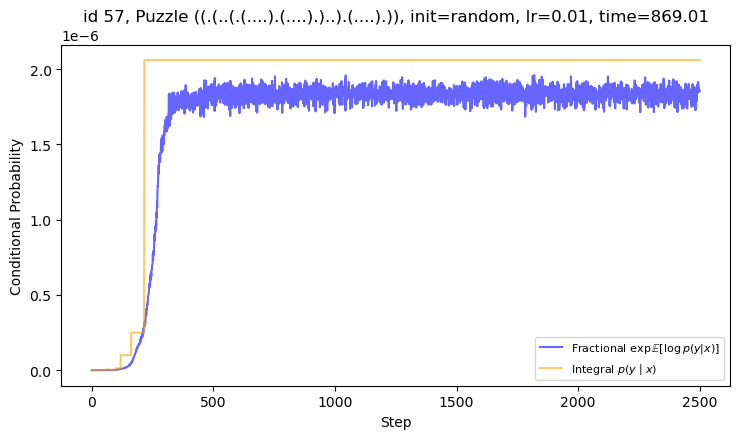 id 57, Puzzle ((.(..(.(....).(....).)..).(....).)), init=random, lr=0.01, time=869.01
1e−6
2.0
1.5
1.0
0.5
0.0
Conditional Probability
0
500
1000
1500
2000
2500
Step
Fractional exp 𝔼[log p(y|x)]
Integral p(y | x)